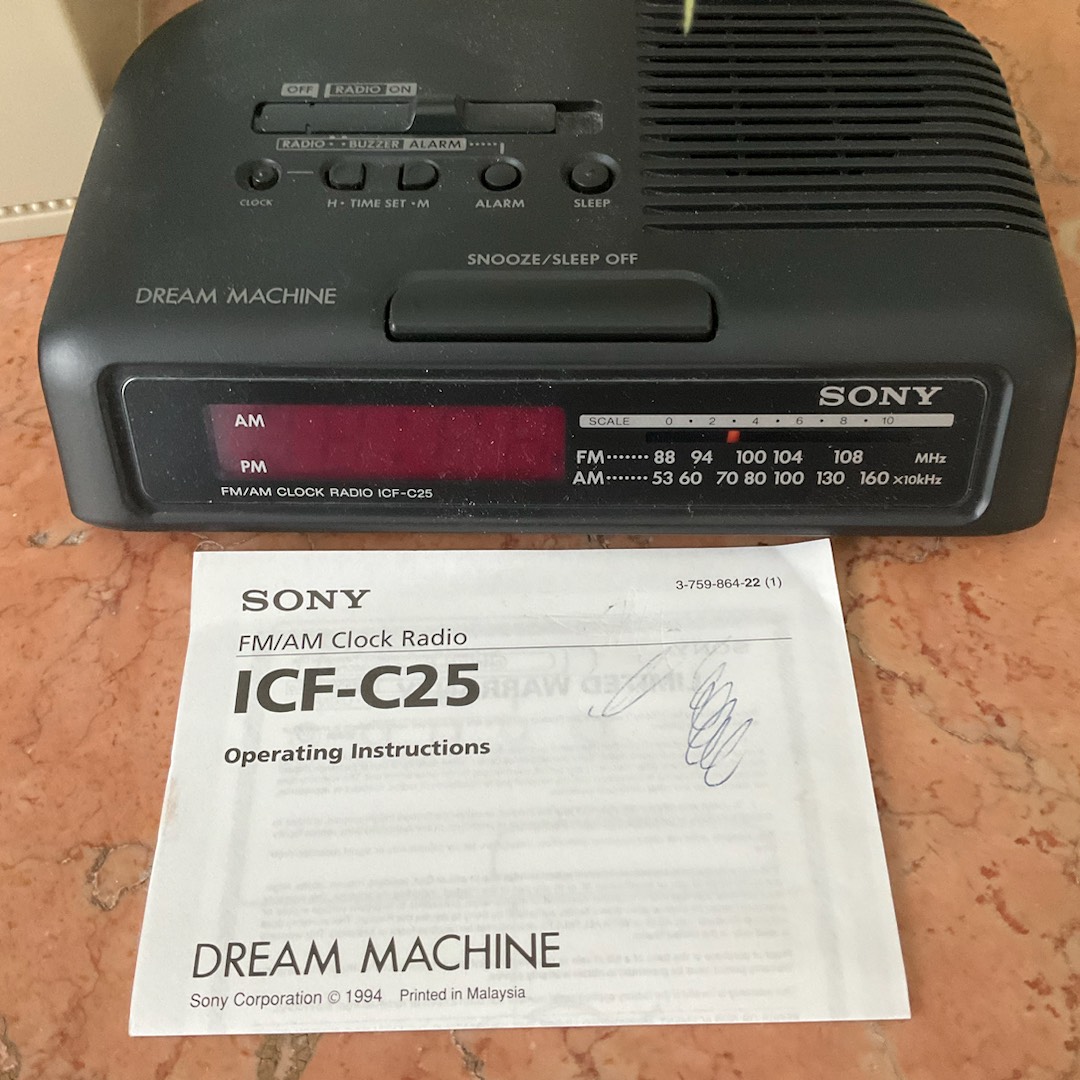 OFF RADIO ON
RADIO • • BUZZER ALARM
CLOCK
H • TIME SET • M
ALARM
SLEEP
SNOOZE/SLEEP OFF
DREAM MACHINE
SONY
AM
PM
FM/AM CLOCK RADIO ICF-C25
SCALE 0 • 2 • 4 • 6 • 8 • 10
FM 88 94 100 104 108 MHz
AM 53 60 70 80 100 130 160 ×10kHz
SONY
3-759-864-22 (1)
FM/AM Clock Radio
ICF-C25
Operating Instructions
LIMITED WARRANTY
DREAM MACHINE
Sony Corporation © 1994 Printed in Malaysia